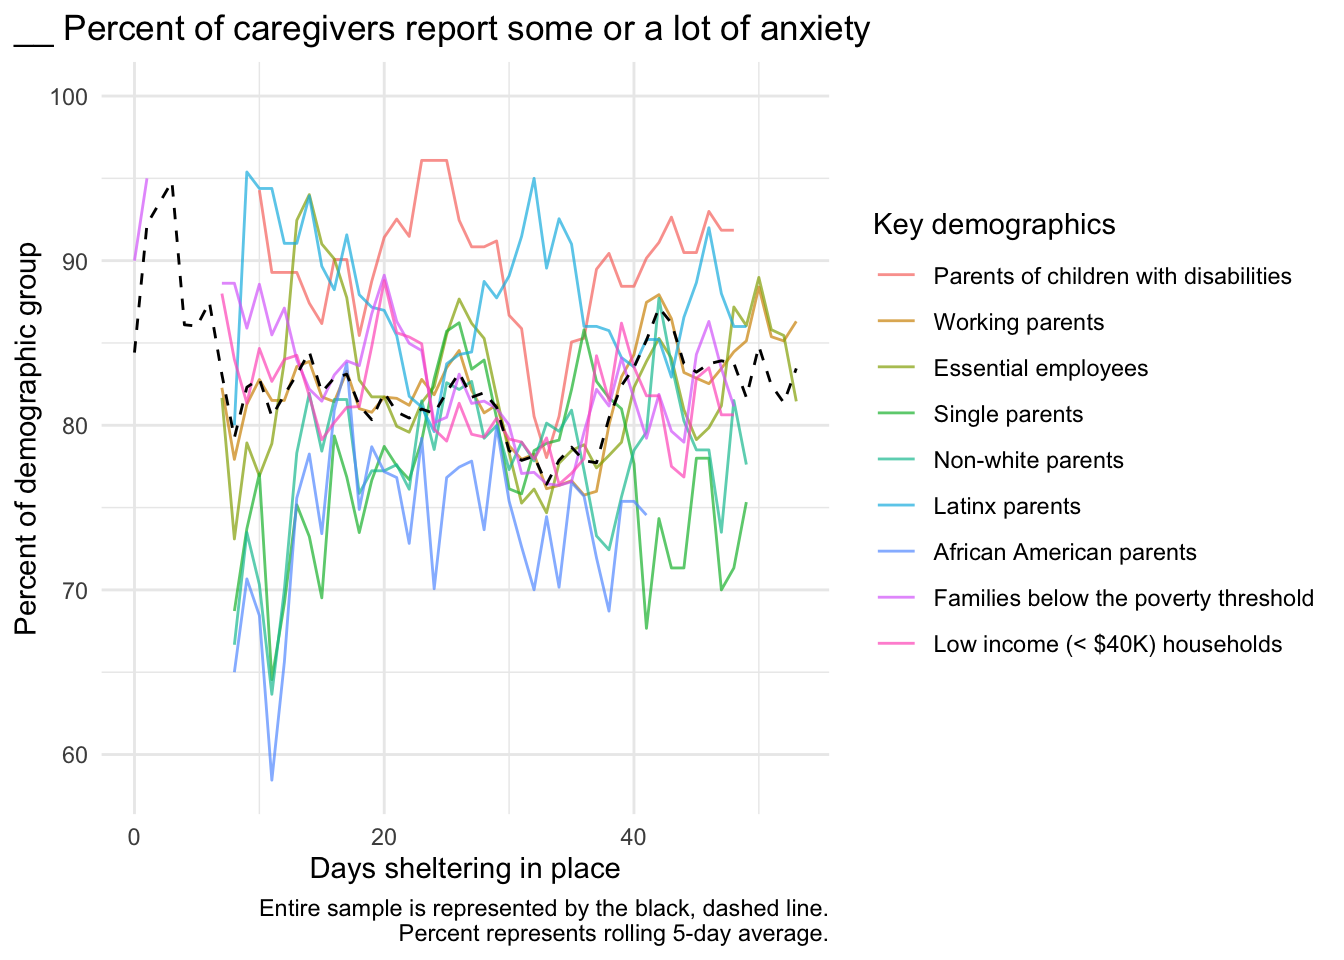 __ Percent of caregivers report some or a lot of anxiety
Percent of demographic group
100
90
80
70
60
0
20
40
Days sheltering in place
Key demographics
Parents of children with disabilities
Working parents
Essential employees
Single parents
Non-white parents
Latinx parents
African American parents
Families below the poverty threshold
Low income (< $40K) households
Entire sample is represented by the black, dashed line.
Percent represents rolling 5-day average.